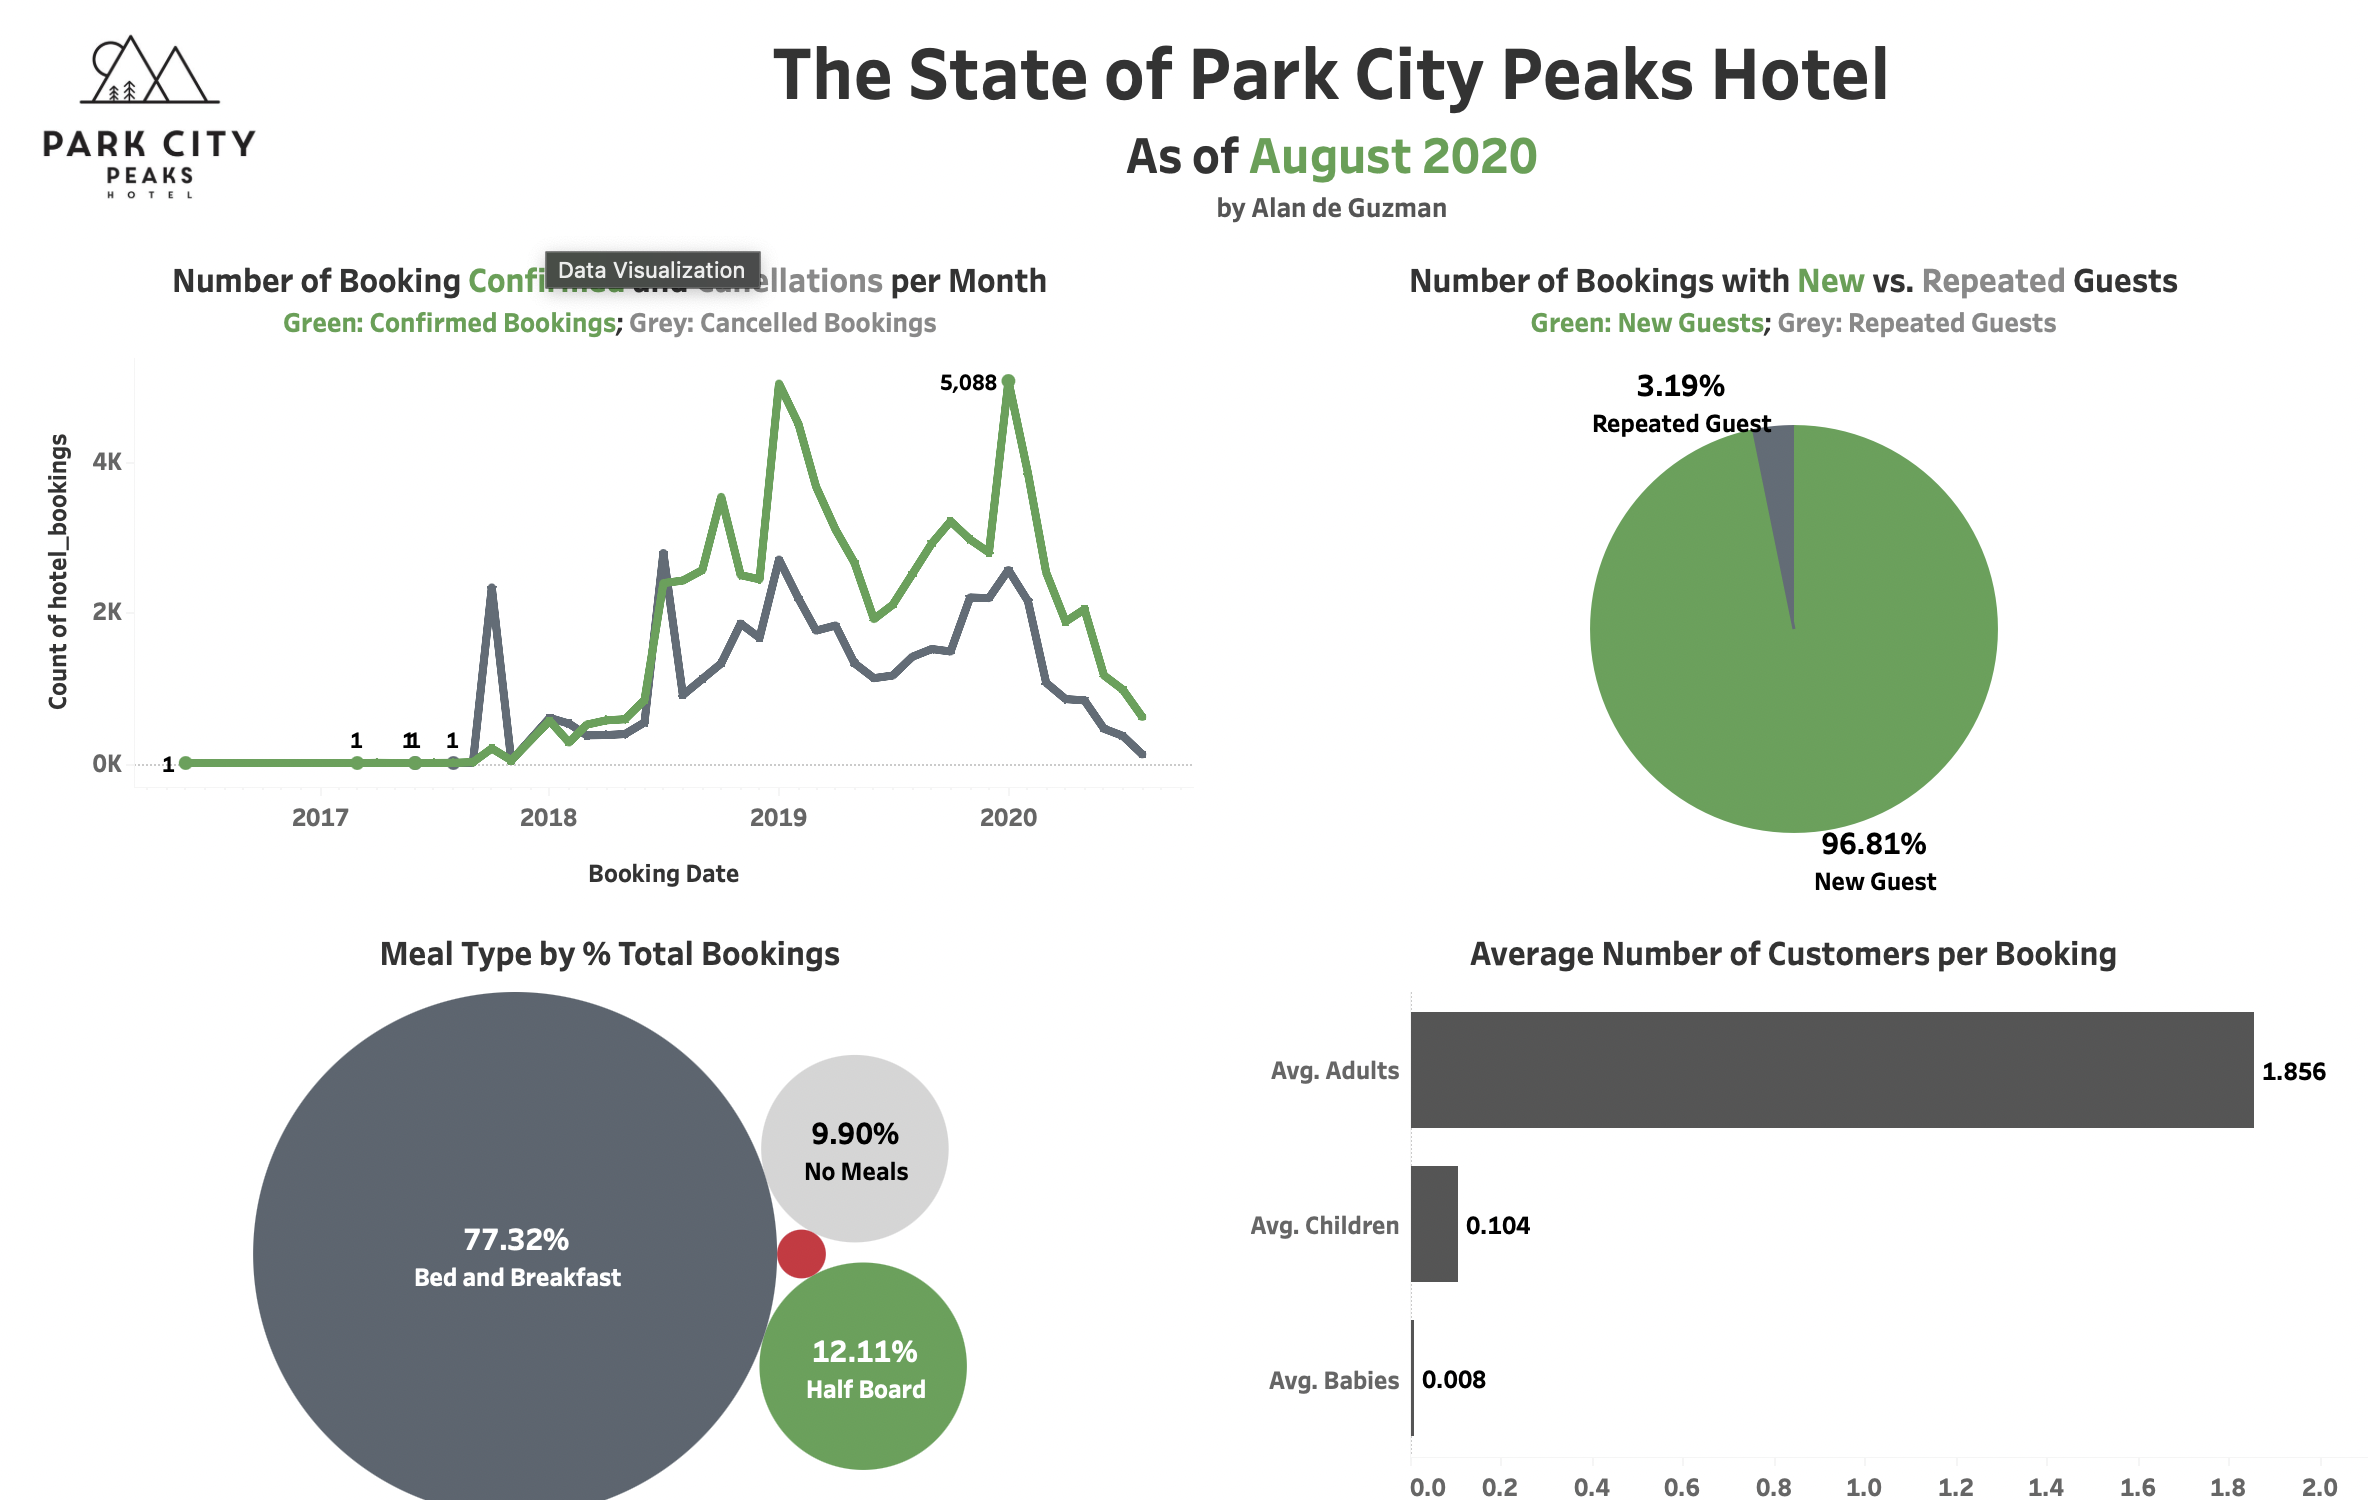 PARK CITY
PEAKS
HOTEL
The State of Park City Peaks Hotel
As of August 2020
by Alan de Guzman
Data Visualization
Number of Booking Confirmed and Cancellations per Month
Green: Confirmed Bookings; Grey: Cancelled Bookings
Count of hotel_bookings
4K
2K
0K
5,088
1
1
11
1
2017
2018
2019
2020
Booking Date
Number of Bookings with New vs. Repeated Guests
Green: New Guests; Grey: Repeated Guests
3.19%
Repeated Guest
96.81%
New Guest
Meal Type by % Total Bookings
77.32%
Bed and Breakfast
9.90%
No Meals
12.11%
Half Board
Average Number of Customers per Booking
Avg. Adults
1.856
Avg. Children
0.104
Avg. Babies
0.008
0.0 0.2 0.4 0.6 0.8 1.0 1.2 1.4 1.6 1.8 2.0